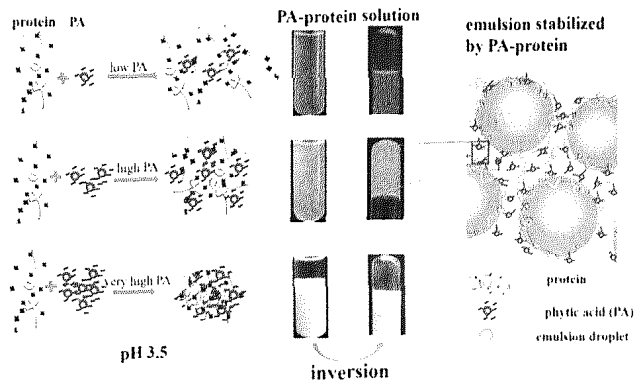 protein PA
PA-protein solution
emulsion stabilized
by PA-protein
low PA
high PA
very high PA
pH 3.5
inversion
protein
phytic acid (PA)
emulsion droplet